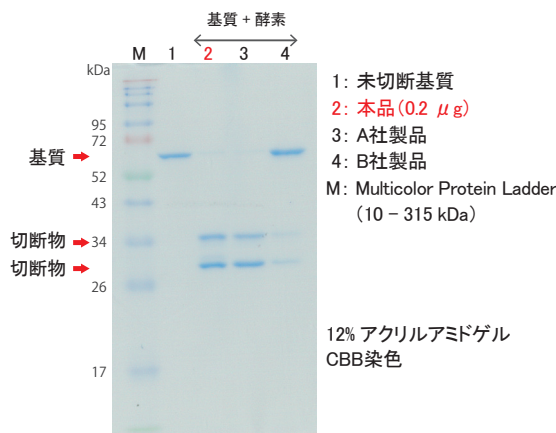 基質 + 酵素
M 1 2 3 4
kDa
95
72
基質
52
43
切断物 34
切断物
26
17
1: 未切断基質
2: 本品(0.2 μg)
3: A社製品
4: B社製品
M: Multicolor Protein Ladder
(10 – 315 kDa)
12% アクリルアミドゲル
CBB染色